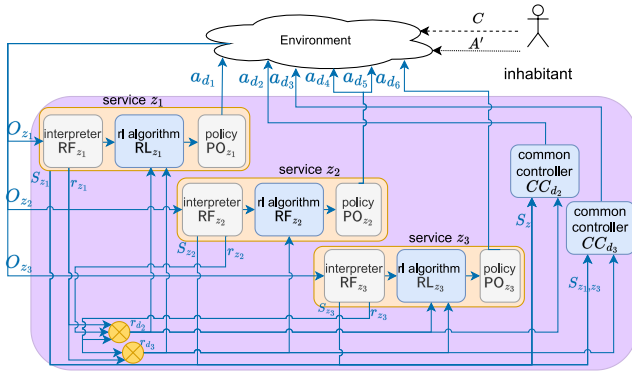 C
Environment
A′
inhabitant
a_{d_1} a_{d_2} a_{d_3} a_{d_4} a_{d_5} a_{d_6}
service z_1
O_{z_1}
interpreter rl algorithm policy
RF_{z_1} RL_{z_1} PO_{z_1}
S_{z_1} r_{z_1}
service z_2
O_{z_2}
interpreter rl algorithm policy
RF_{z_2} RF_{z_2} PO_{z_2}
S_{z_2} r_{z_2}
common
controller
CC_{d_2}
S_z
common
controller
CC_{d_3}
service z_3
O_{z_3}
interpreter rl algorithm policy
RF_{z_3} RL_{z_3} PO_{z_3}
S_{z_3} r_{z_3}
S_{z_1,z_3}
r_{d_2}
r_{d_3}